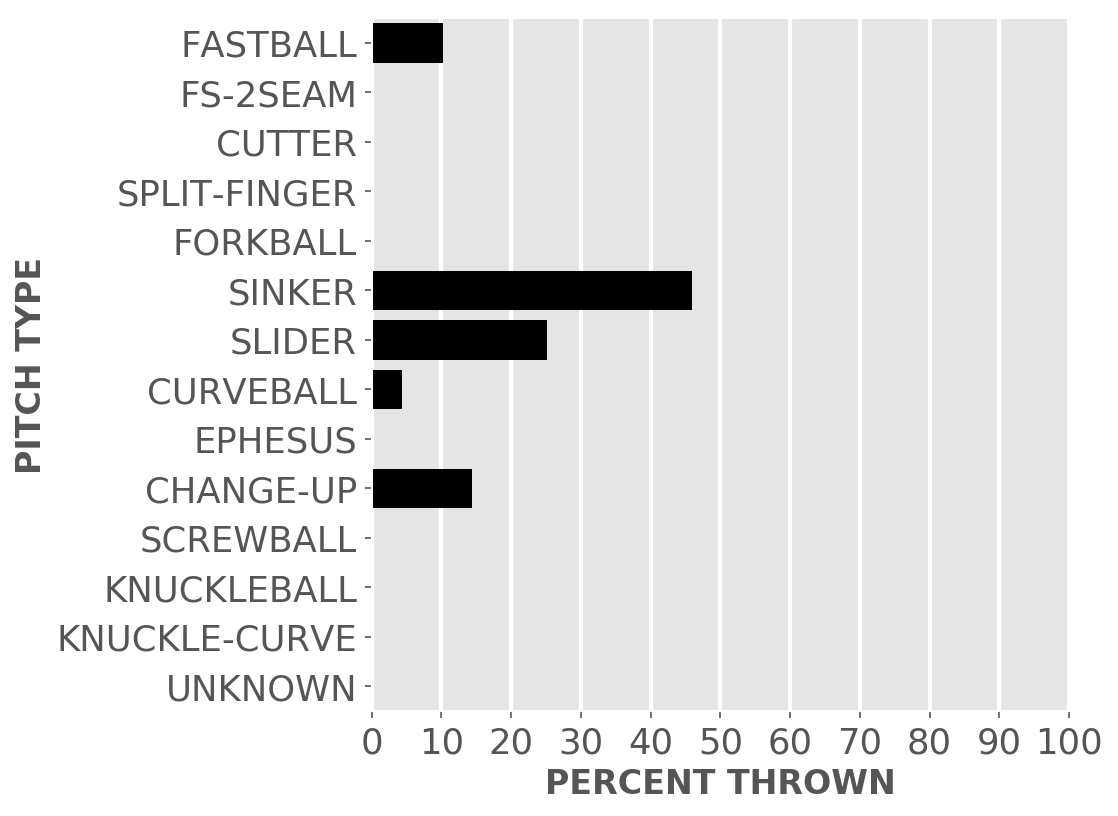 FASTBALL
FS-2SEAM
CUTTER
SPLIT-FINGER
FORKBALL
SINKER
SLIDER
CURVEBALL
EPHESUS
CHANGE-UP
SCREWBALL
KNUCKLEBALL
KNUCKLE-CURVE
UNKNOWN
PITCH TYPE
0 10 20 30 40 50 60 70 80 90 100
PERCENT THROWN